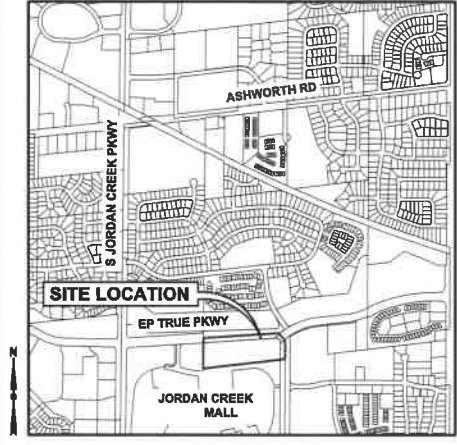 ASHWORTH RD
S JORDAN CREEK PKWY
SITE LOCATION
EP TRUE PKWY
N
JORDAN CREEK
MALL